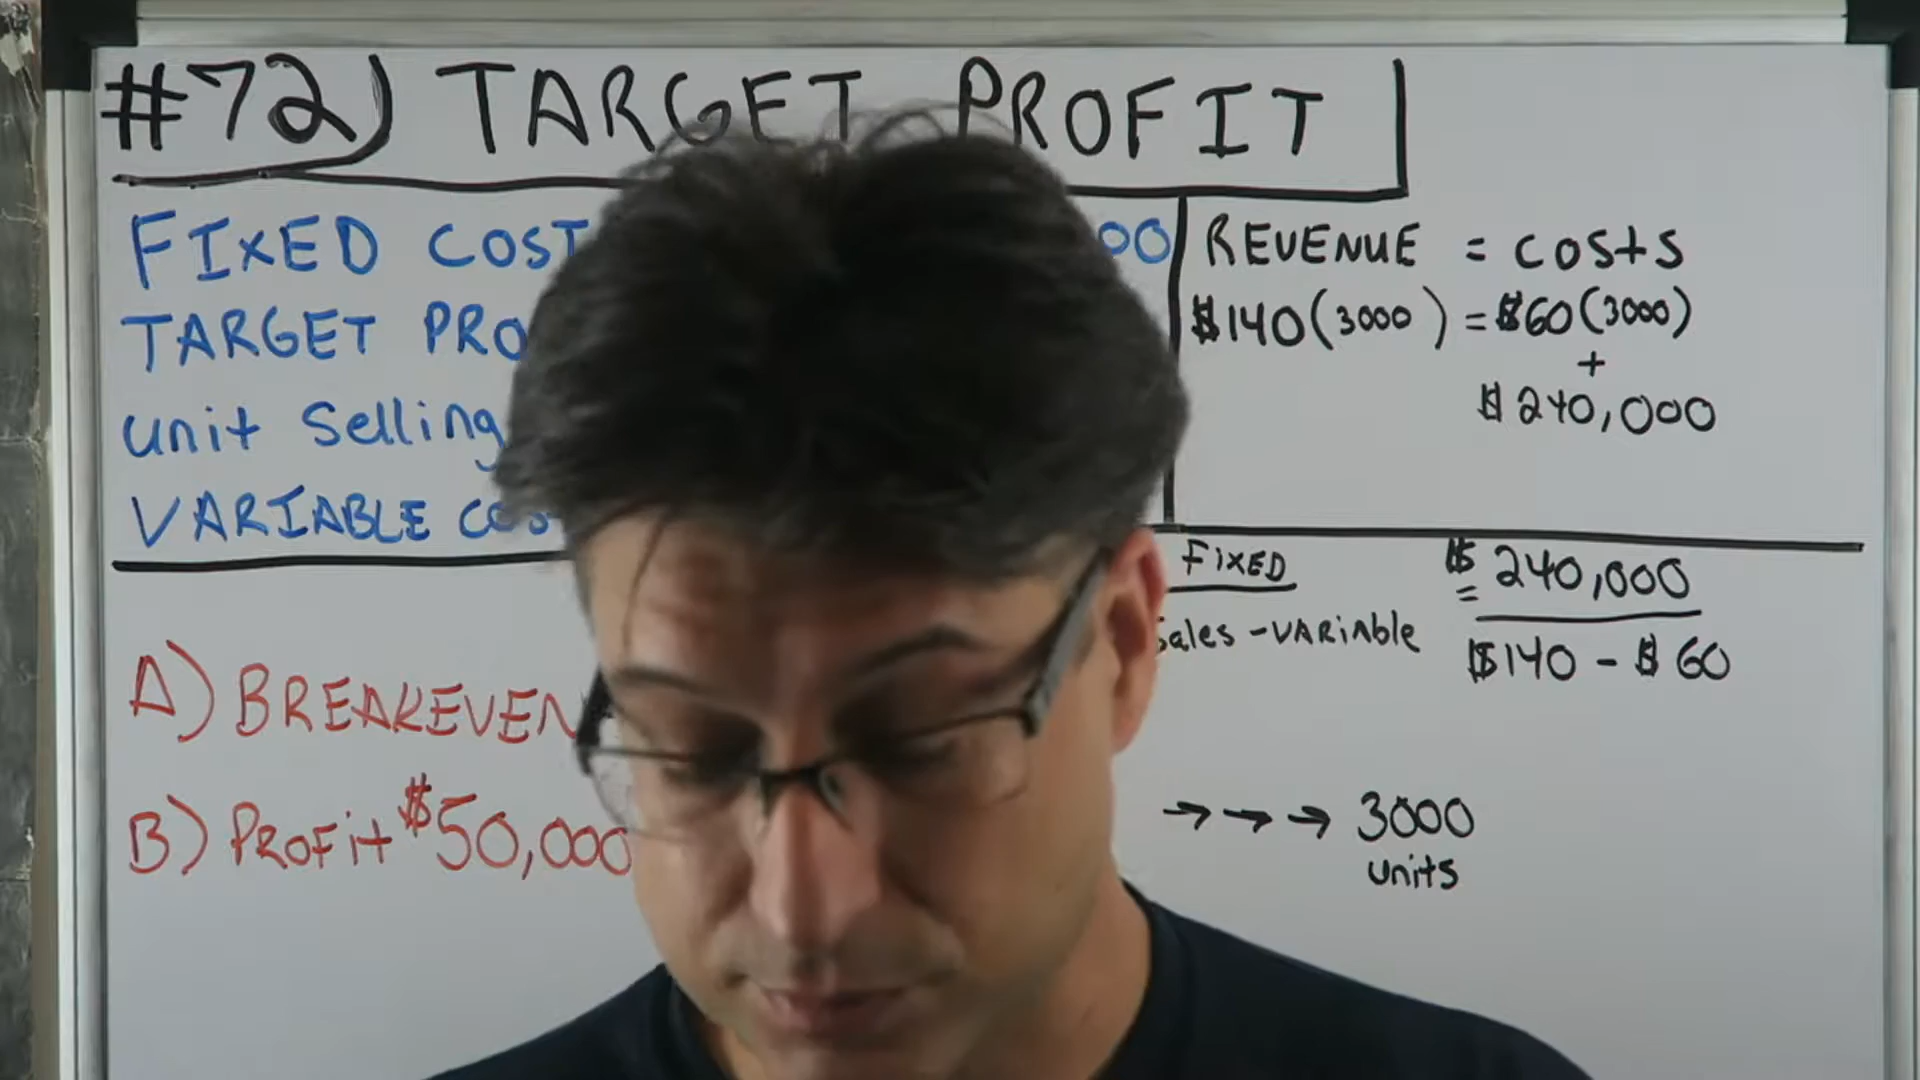 #72) TARGET PROFIT
FIXED COST 00
TARGET PRO
unit Selling
VARIABLE COS
REVENUE = COSTS
$140(3000) = $60(3000)
+
$240,000
FIXED
Sales - VARIABLE
= $240,000
$140 - $60
A) BREAKEVEN
B) PROFit $50,000
→ → → 3000
units